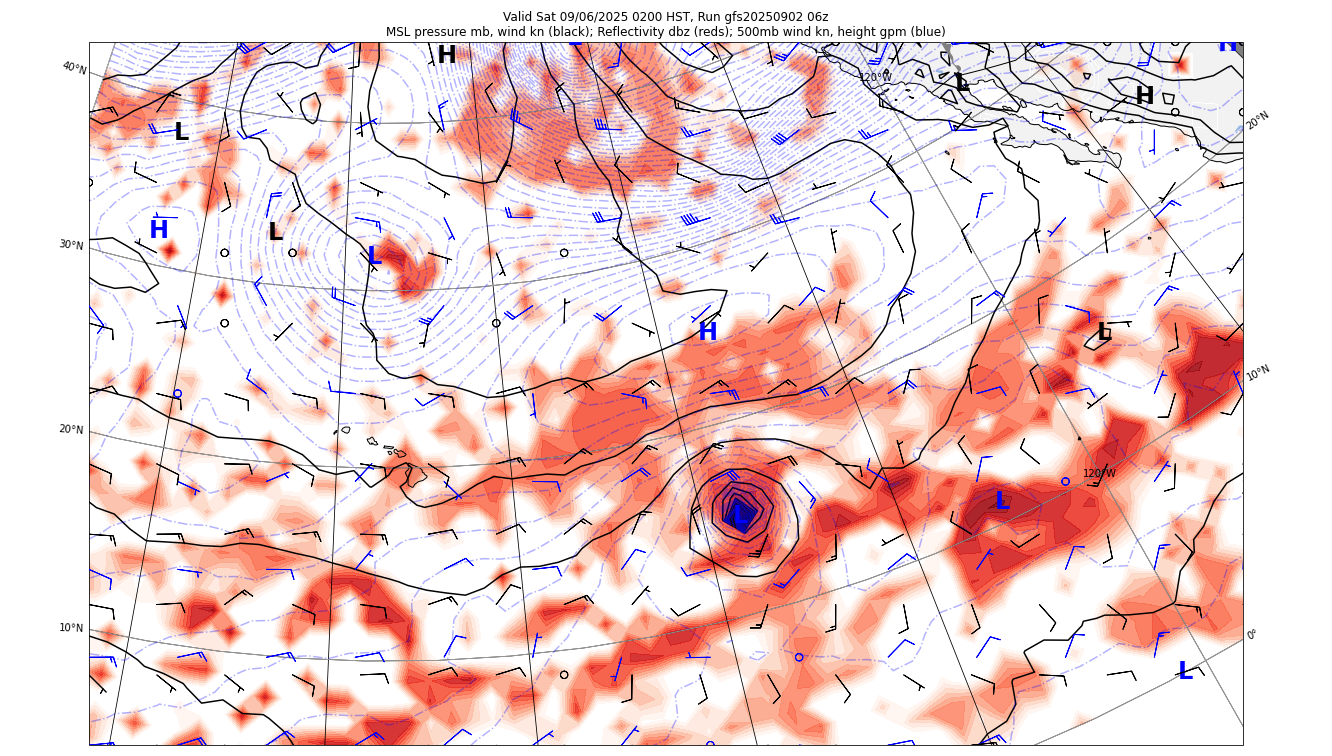 Valid Sat 09/06/2025 0200 HST, Run gfs20250902 06z
MSL pressure mb, wind kn (black); Reflectivity dbz (reds); 500mb wind kn, height gpm (blue)
L H
H
40°N
120°W
L
H
L
20°N
H
L
30°N
L
H
L
10°N
20°N
120°W
L
L
10°N
0°
L